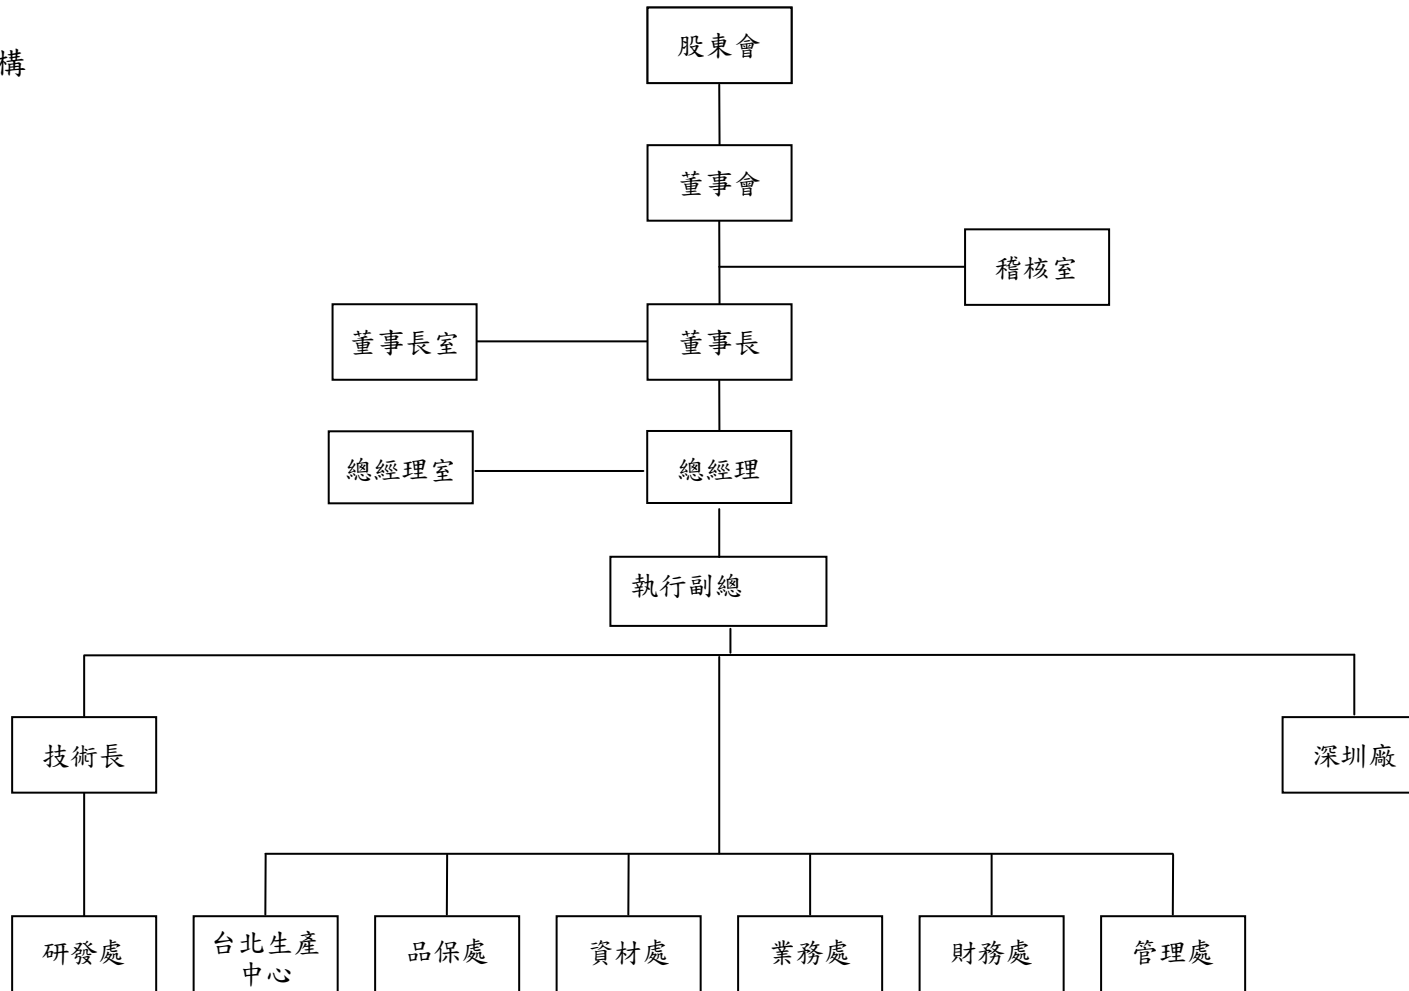 構
股東會
董事會
稽核室
董事長室
董事長
總經理室
總經理
執行副總
技術長
深圳廠
研發處
台北生產
中心
品保處
資材處
業務處
財務處
管理處